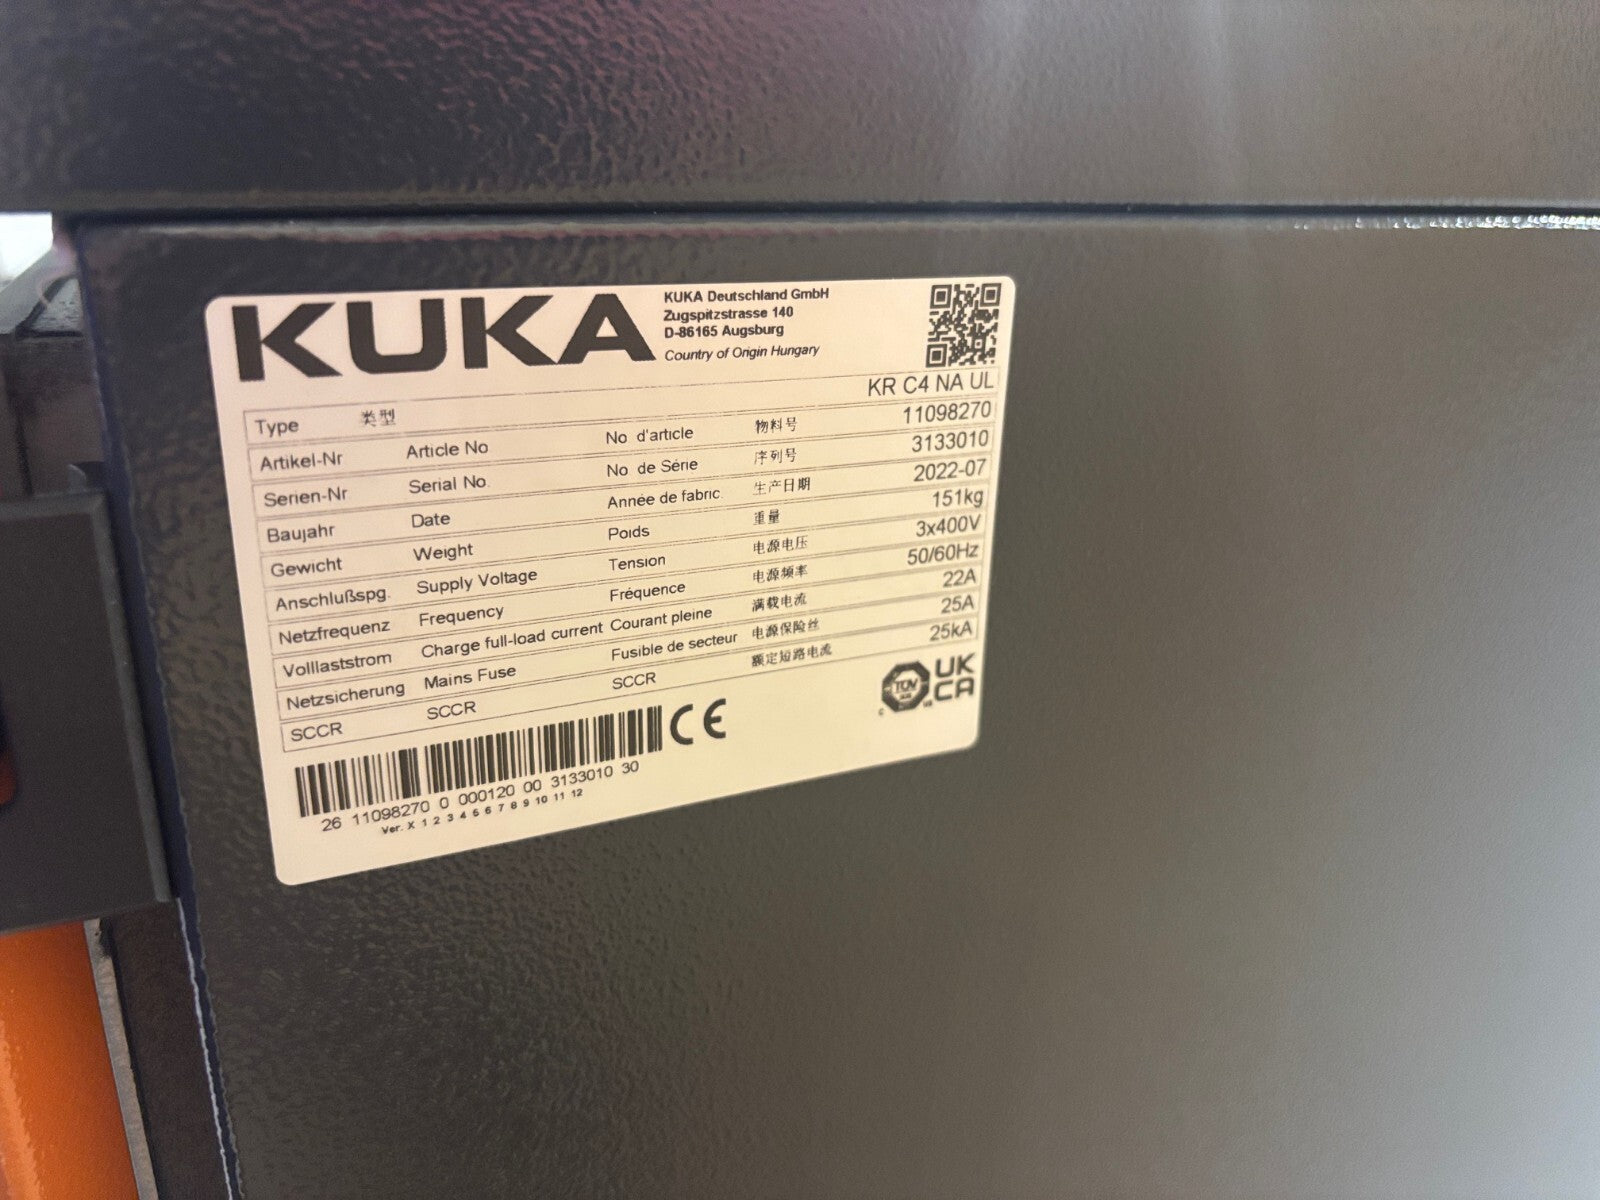 KUKA
KUKA Deutschland GmbH
Zugspitzstrasse 140
D-86165 Augsburg
Country of Origin Hungary
Type 类型 KR C4 NA UL
Artikel-Nr Article No No d'article 物料号 11098270
Serien-Nr Serial No. No de Série 序列号 3133010
Baujahr Date Année de fabric. 生产日期 2022-07
Gewicht Weight Poids 重量 151kg
Anschlußspg. Supply Voltage Tension 电源电压 3x400V
Netzfrequenz Frequency Fréquence 电源频率 50/60Hz
Volllaststrom Charge full-load current Courant pleine 满载电流 22A
Netzsicherung Mains Fuse Fusible de secteur 电源保险丝 25A
SCCR SCCR SCCR 额定短路电流 25kA
CE
TÜV
UK
CA
26 11098270 0 000120 00 3133010 30
Ver. X 1 2 3 4 5 6 7 8 9 10 11 12